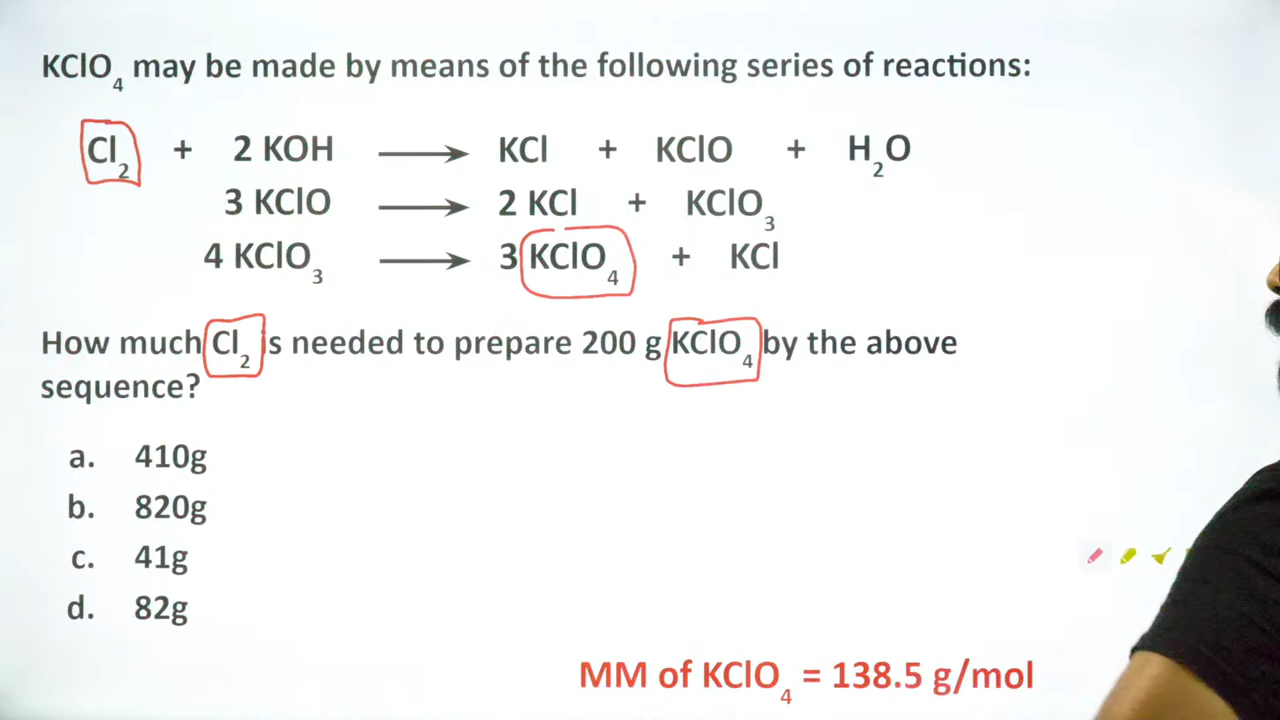 KClO₄ may be made by means of the following series of reactions:
Cl₂ + 2 KOH ⟶ KCl + KClO + H₂O
3 KClO ⟶ 2 KCl + KClO₃
4 KClO₃ ⟶ 3 KClO₄ + KCl
How much Cl₂ is needed to prepare 200 g KClO₄ by the above
sequence?
a. 410g
b. 820g
c. 41g
d. 82g
MM of KClO₄ = 138.5 g/mol